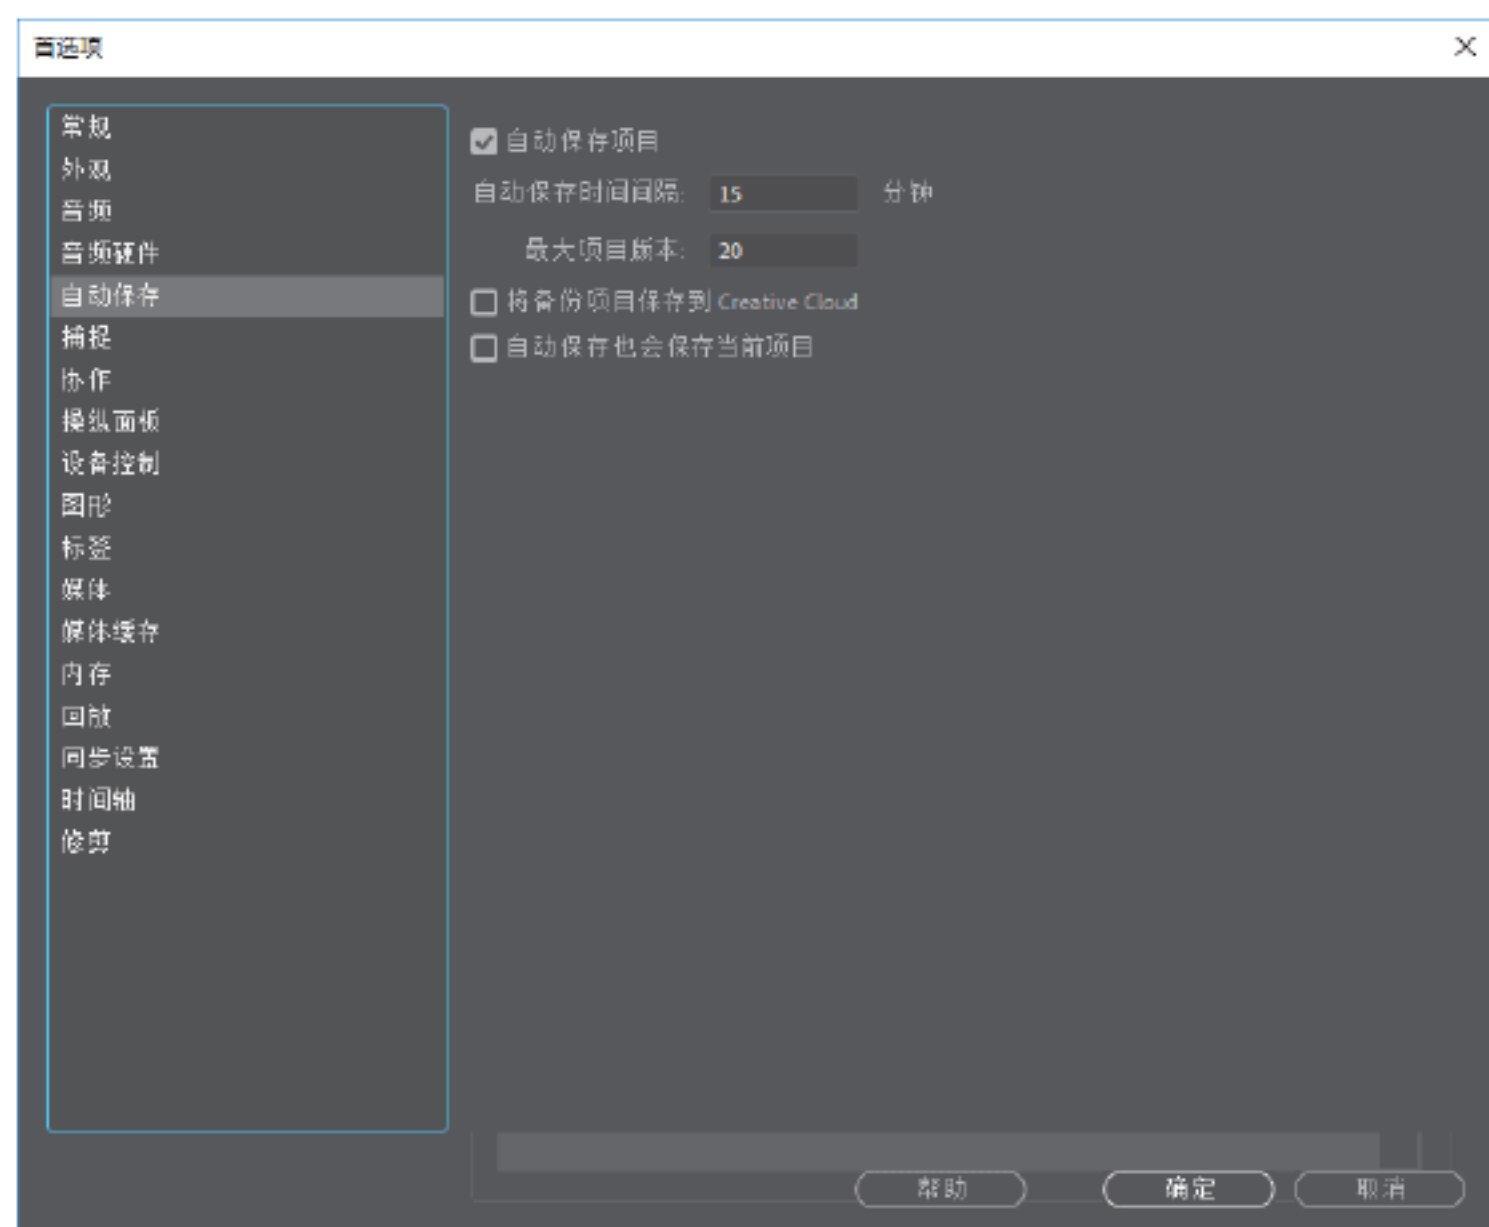 首选项
常规
外观
音频
音频硬件
自动保存
捕捉
协作
操纵面板
设备控制
图形
标签
媒体
媒体缓存
内存
回放
同步设置
时间轴
修剪
自动保存项目
自动保存时间间隔: 15 分钟
最大项目版本: 20
将备份项目保存到 Creative Cloud
自动保存也会保存当前项目
帮助 确定 取消